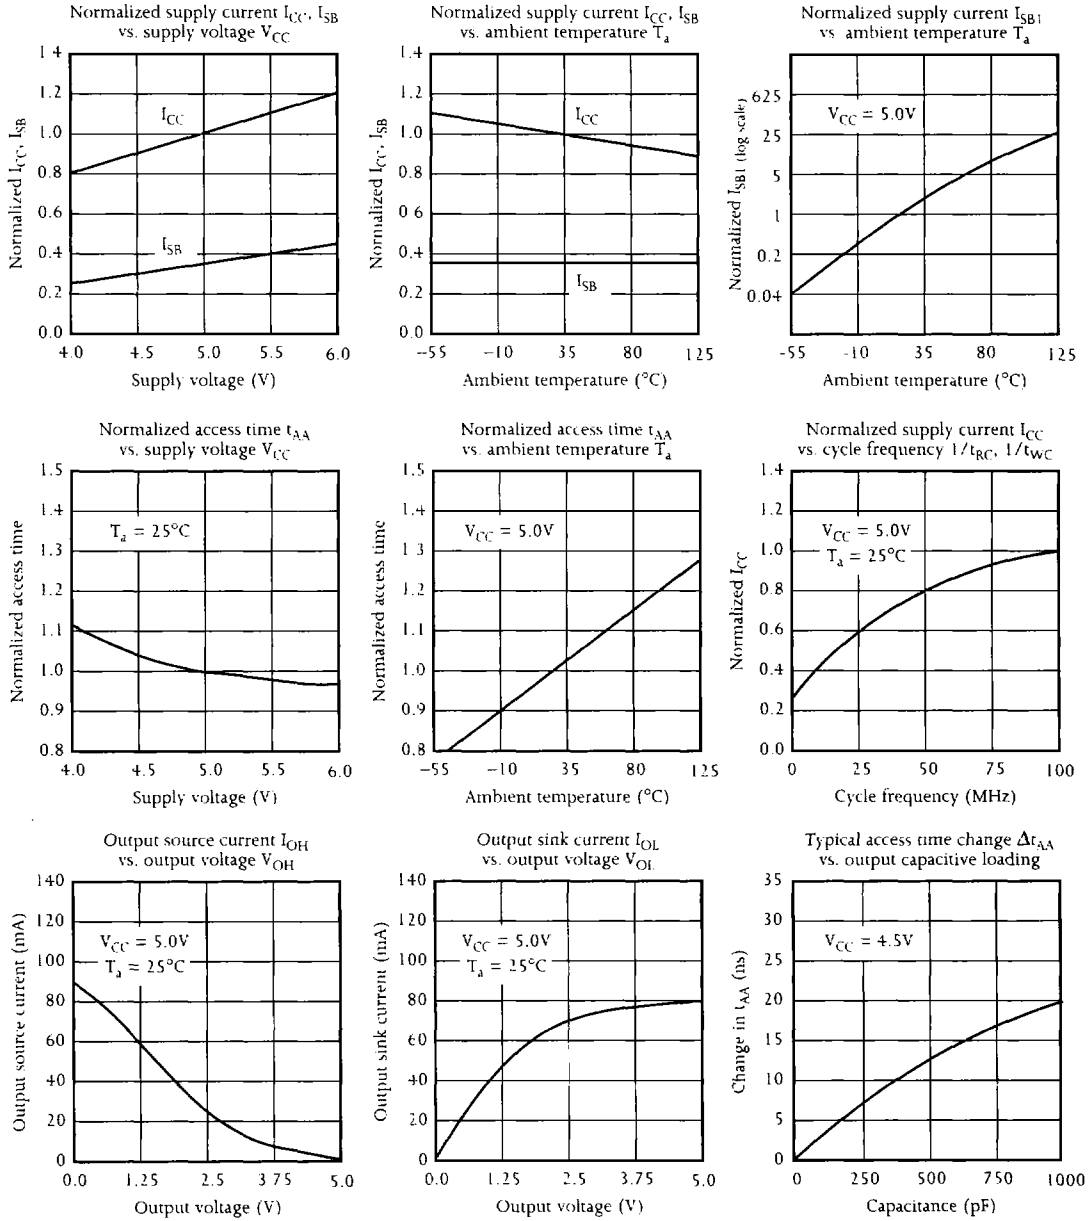 Normalized supply current I_CC, I_SB
vs. supply voltage V_CC
1.4
1.2
1.0
0.8
0.6
0.4
0.2
0.0
Normalized I_CC, I_SB
I_CC
I_SB
4.0 4.5 5.0 5.5 6.0
Supply voltage (V)
Normalized supply current I_CC, I_SB
vs. ambient temperature T_a
1.4
1.2
1.0
0.8
0.6
0.4
0.2
0.0
Normalized I_CC, I_SB
I_CC
I_SB
-55 -10 35 80 125
Ambient temperature (°C)
Normalized supply current I_SB1
vs. ambient temperature T_a
625
25
5
1
0.2
0.04
Normalized I_SB1 (log scale)
V_CC = 5.0V
-55 -10 35 80 125
Ambient temperature (°C)
Normalized access time t_AA
vs. supply voltage V_CC
1.5
1.4
1.3
1.2
1.1
1.0
0.9
0.8
Normalized access time
T_a = 25°C
4.0 4.5 5.0 5.5 6.0
Supply voltage (V)
Normalized access time t_AA
vs. ambient temperature T_a
1.5
1.4
1.3
1.2
1.1
1.0
0.9
0.8
Normalized access time
V_CC = 5.0V
-55 -10 35 80 125
Ambient temperature (°C)
Normalized supply current I_CC
vs. cycle frequency 1/t_RC, 1/t_WC
1.4
1.2
1.0
0.8
0.6
0.4
0.2
0.0
Normalized I_CC
V_CC = 5.0V
T_a = 25°C
0 25 50 75 100
Cycle frequency (MHz)
Output source current I_OH
vs. output voltage V_OH
140
120
100
80
60
40
20
0
Output source current (mA)
V_CC = 5.0V
T_a = 25°C
0.0 1.25 2.5 3.75 5.0
Output voltage (V)
Output sink current I_OL
vs. output voltage V_OL
140
120
100
80
60
40
20
0
Output sink current (mA)
V_CC = 5.0V
T_a = 25°C
0.0 1.25 2.5 3.75 5.0
Output voltage (V)
Typical access time change Δt_AA
vs. output capacitive loading
35
30
25
20
15
10
5
0
Change in t_AA (ns)
V_CC = 4.5V
0 250 500 750 1000
Capacitance (pF)